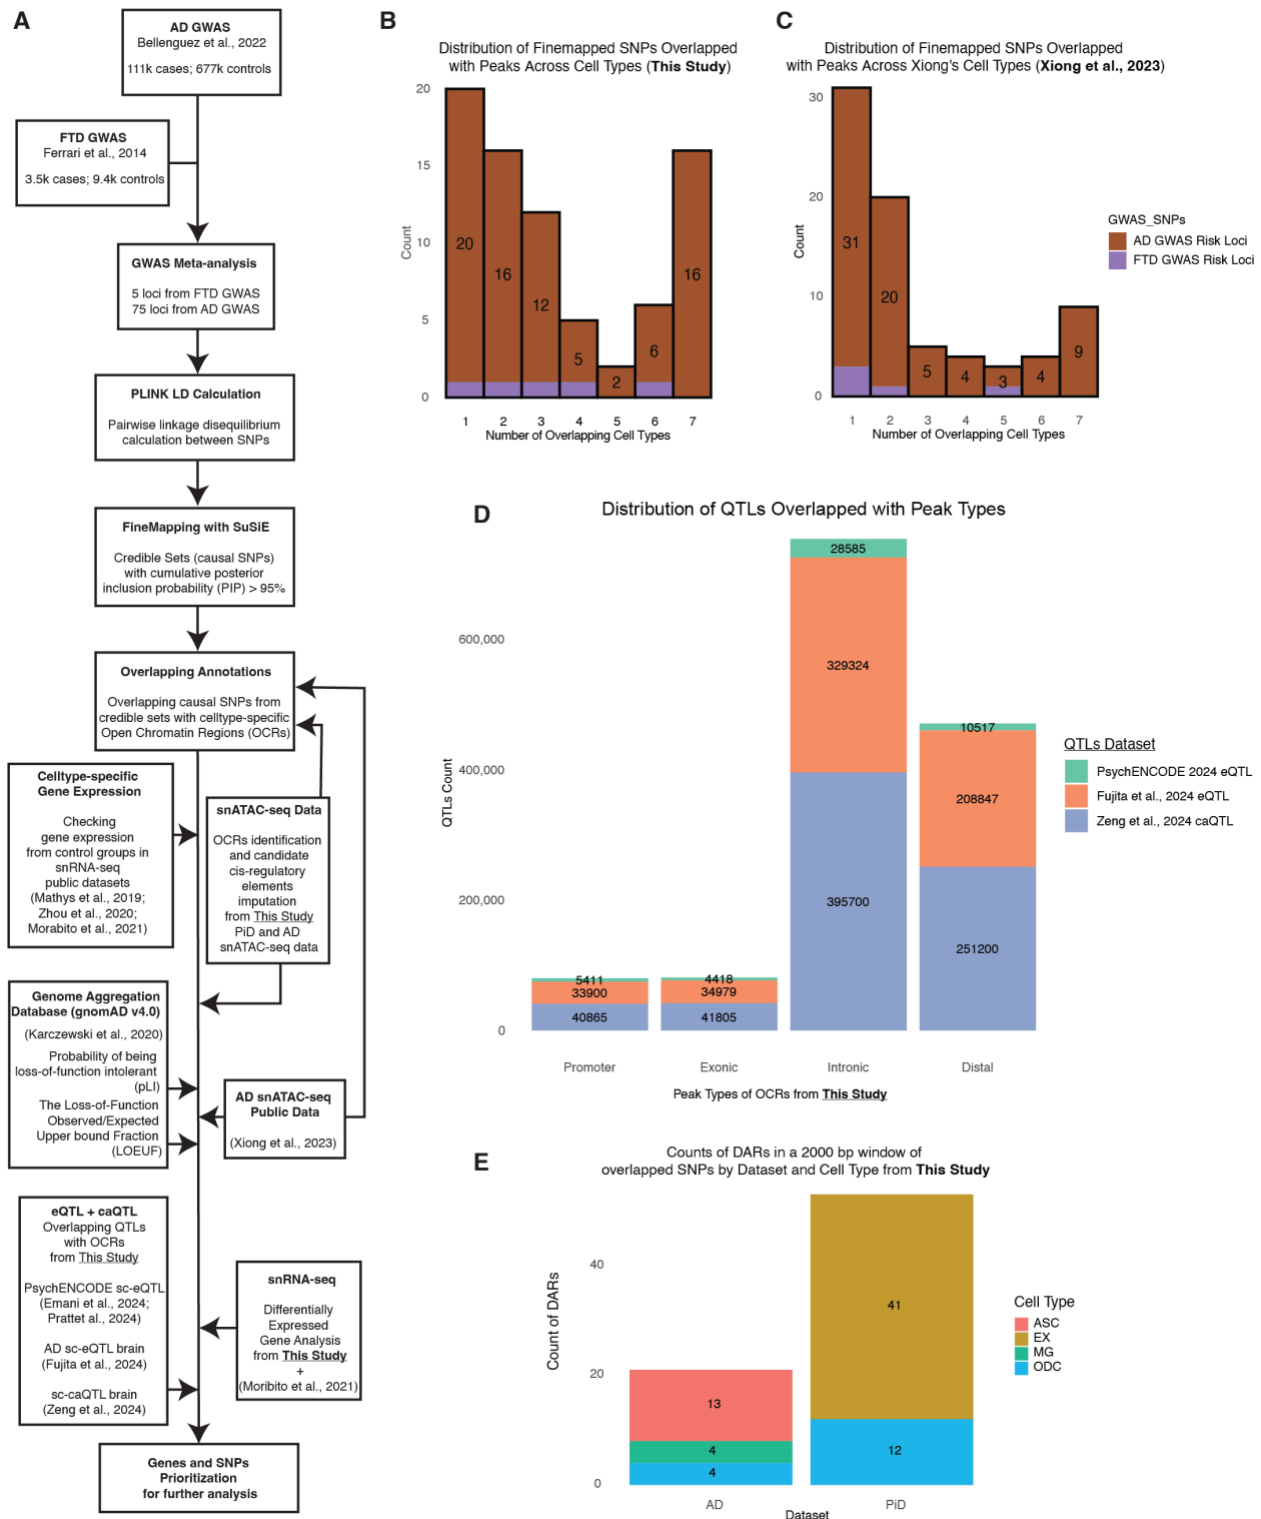 A
AD GWAS
Bellenguez et al., 2022
111k cases; 677k controls
FTD GWAS
Ferrari et al., 2014
3.5k cases; 9.4k controls
GWAS Meta-analysis
5 loci from FTD GWAS
75 loci from AD GWAS
PLINK LD Calculation
Pairwise linkage disequilibrium
calculation between SNPs
FineMapping with SuSiE
Credible Sets (causal SNPs)
with cumulative posterior
inclusion probability (PIP) > 95%
Overlapping Annotations
Overlapping causal SNPs from
credible sets with celltype-specific
Open Chromatin Regions (OCRs)
Celltype-specific
Gene Expression
Checking
gene expression
from control groups in
snRNA-seq
public datasets
(Mathys et al., 2019;
Zhou et al., 2020;
Morabito et al., 2021)
snATAC-seq Data
OCRs identification
and candidate
cis-regulatory
elements
imputation
from This Study
PiD and AD
snATAC-seq data
Genome Aggregation
Database (gnomAD v4.0)
(Karczewski et al., 2020)
Probability of being
loss-of-function intolerant
(pLI)
The Loss-of-Function
Observed/Expected
Upper bound Fraction
(LOEUF)
AD snATAC-seq
Public Data
(Xiong et al., 2023)
eQTL + caQTL
Overlapping QTLs
with OCRs
from This Study
PsychENCODE sc-eQTL
(Emani et al., 2024;
Prattet al., 2024)
AD sc-eQTL brain
(Fujita et al., 2024)
sc-caQTL brain
(Zeng et al., 2024)
snRNA-seq
Differentially
Expressed
Gene Analysis
from This Study
+
(Moribito et al., 2021)
Genes and SNPs
Prioritization
for further analysis
B
Distribution of Finemapped SNPs Overlapped
with Peaks Across Cell Types (This Study)
Count
20
15
10
5
0
20
16
12
5
2
6
16
1 2 3 4 5 6 7
Number of Overlapping Cell Types
C
Distribution of Finemapped SNPs Overlapped
with Peaks Across Xiong's Cell Types (Xiong et al., 2023)
Count
30
20
10
0
31
20
5
4
3
4
9
1 2 3 4 5 6 7
Number of Overlapping Cell Types
GWAS_SNPs
AD GWAS Risk Loci
FTD GWAS Risk Loci
D
Distribution of QTLs Overlapped with Peak Types
QTLs Count
600,000
400,000
200,000
0
5411
33900
40865
4418
34979
41805
28585
329324
395700
10517
208847
251200
Promoter Exonic Intronic Distal
Peak Types of OCRs from This Study
QTLs Dataset
PsychENCODE 2024 eQTL
Fujita et al., 2024 eQTL
Zeng et al., 2024 caQTL
E
Counts of DARs in a 2000 bp window of
overlapped SNPs by Dataset and Cell Type from This Study
Count of DARs
40
20
0
13
4
4
41
12
AD PiD
Dataset
Cell Type
ASC
EX
MG
ODC